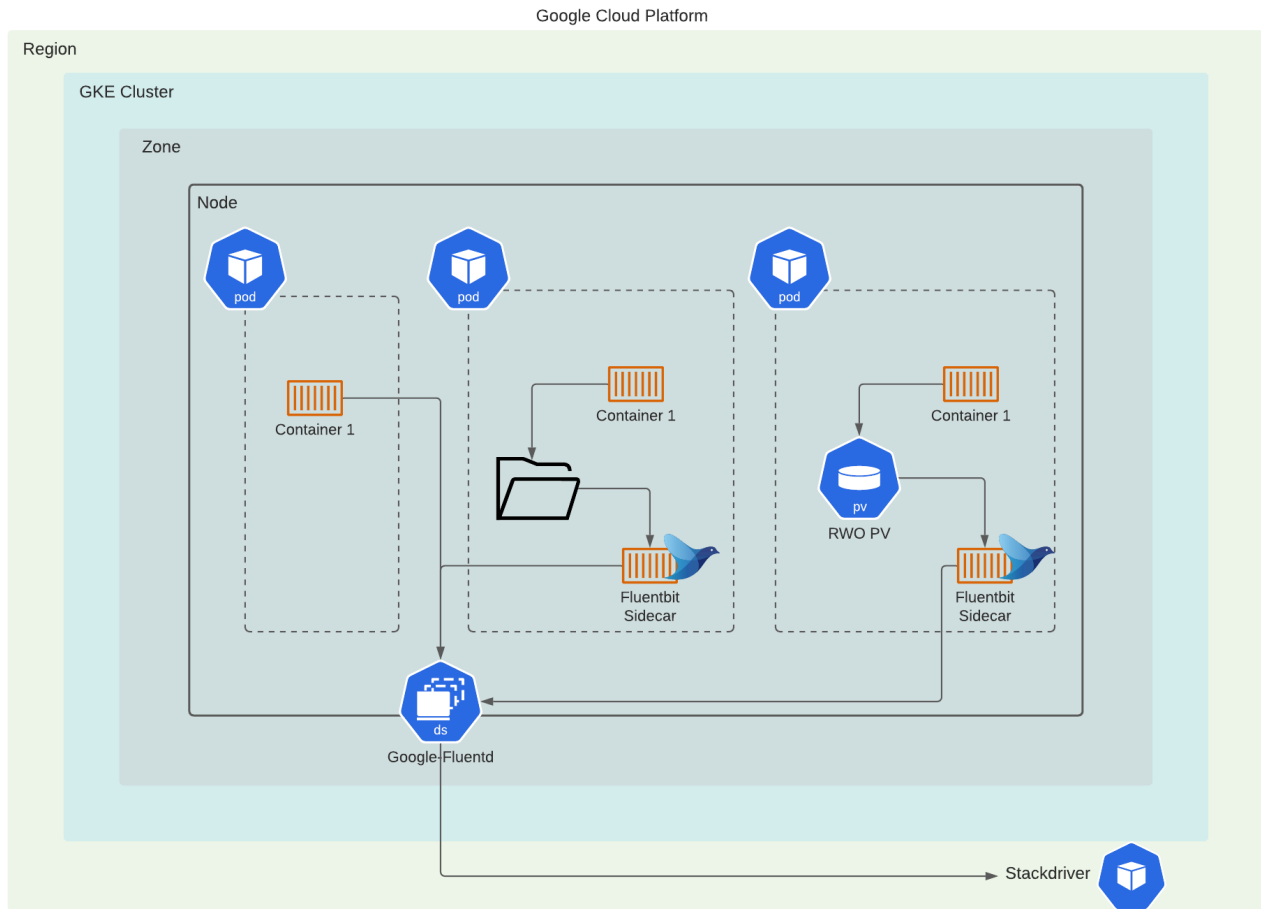 Google Cloud Platform
Region
GKE Cluster
Zone
Node
pod
pod
pod
Container 1
Container 1
Container 1
pv
RWO PV
Fluentbit
Sidecar
Fluentbit
Sidecar
ds
Google-Fluentd
Stackdriver